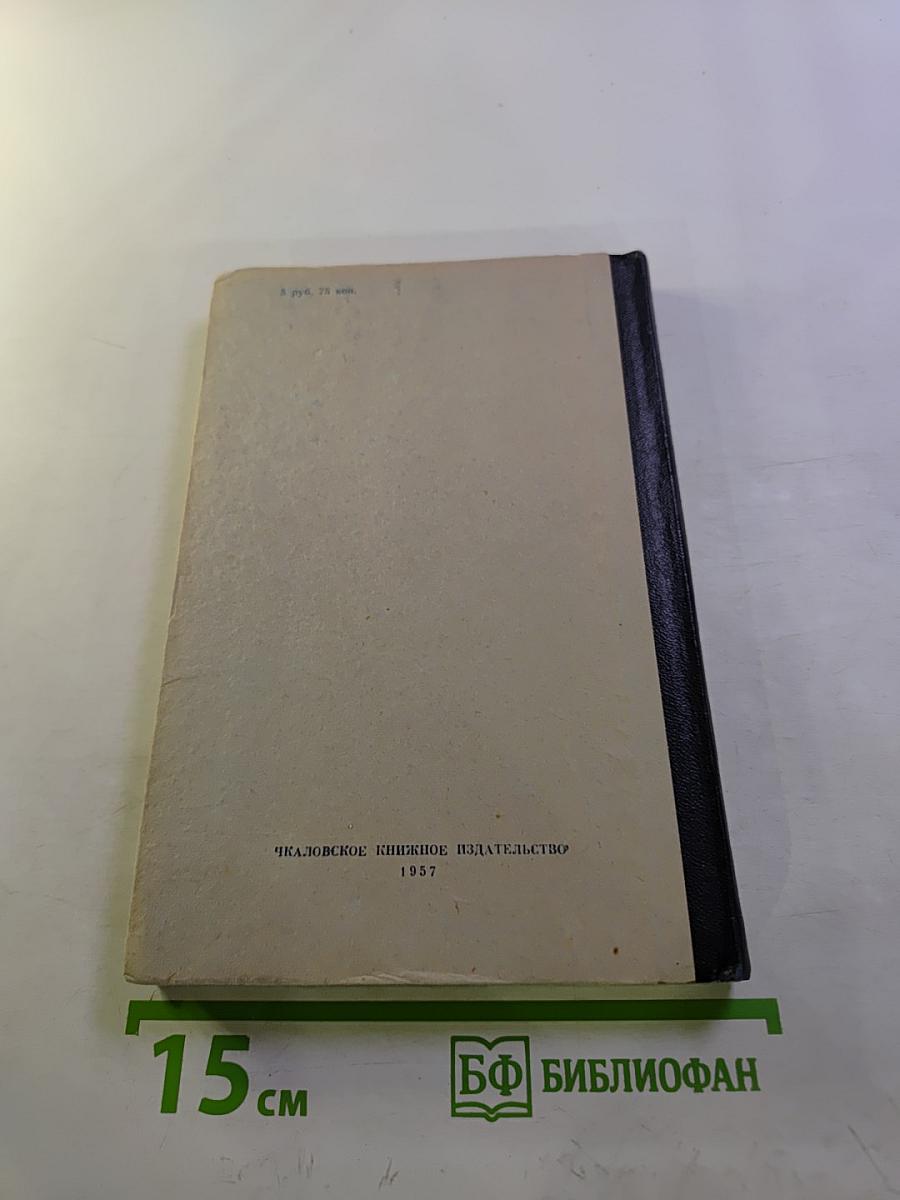 5 руб. 75 коп.
ЧКАЛОВСКОЕ КНИЖНОЕ ИЗДАТЕЛЬСТВО
1957
15 см
БФ БИБЛИОФАН